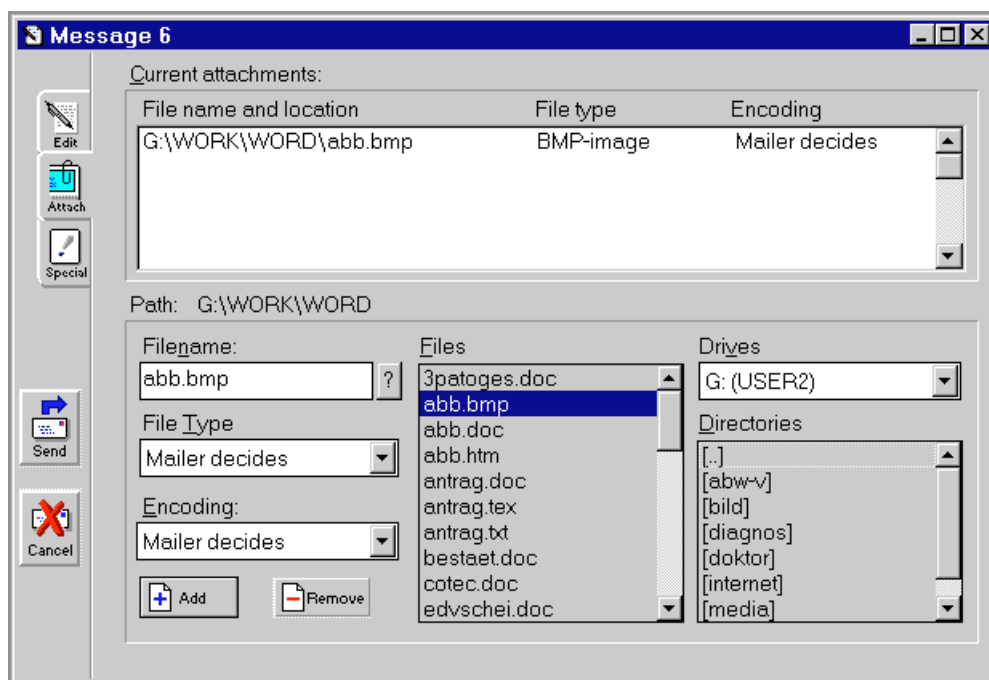 Message 6
Edit
Attach
Special
Send
Cancel
Current attachments:
File name and location File type Encoding
G:\WORK\WORD\abb.bmp BMP-image Mailer decides
Path: G:\WORK\WORD
Filename:
abb.bmp ?
File Type
Mailer decides
Encoding:
Mailer decides
Add Remove
Files
3patoges.doc
abb.bmp
abb.doc
abb.htm
antrag.doc
antrag.tex
antrag.txt
bestaet.doc
cotec.doc
edvschei.doc
Drives
G: (USER2)
Directories
[..]
[abw-v]
[bild]
[diagnos]
[doktor]
[internet]
[media]